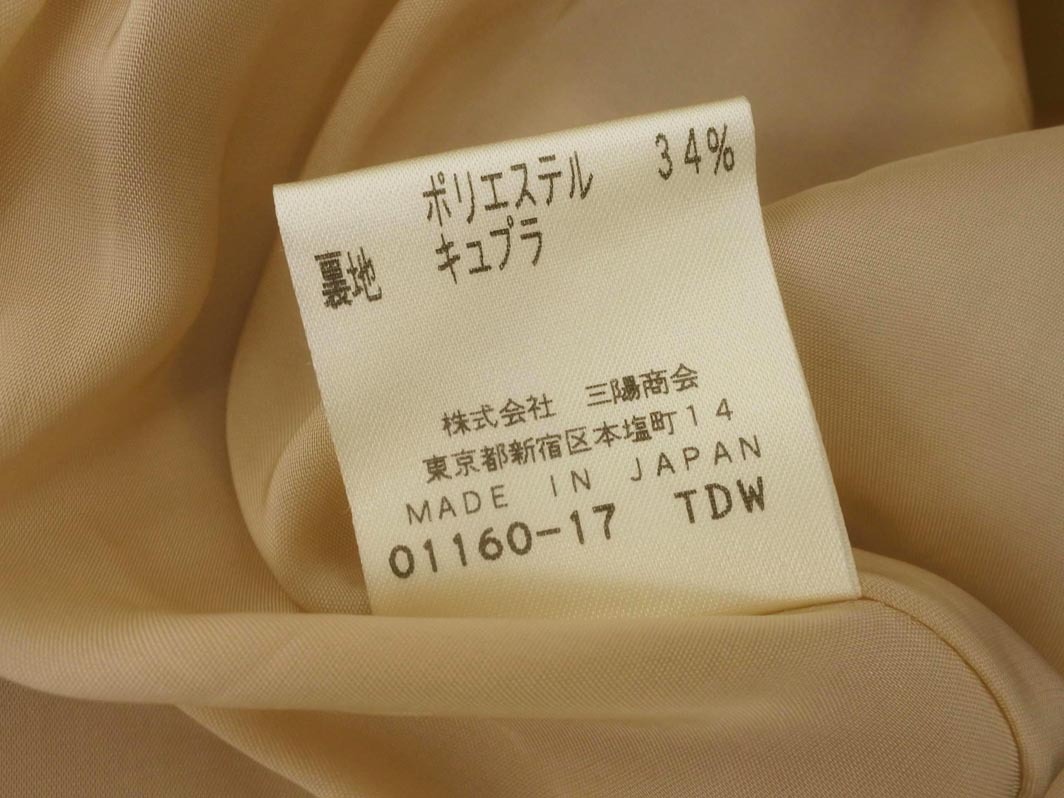 ポリエステル 34%
裏地 キュプラ
株式会社 三陽商会
東京都新宿区本塩町14
MADE IN JAPAN
01160-17 TDW